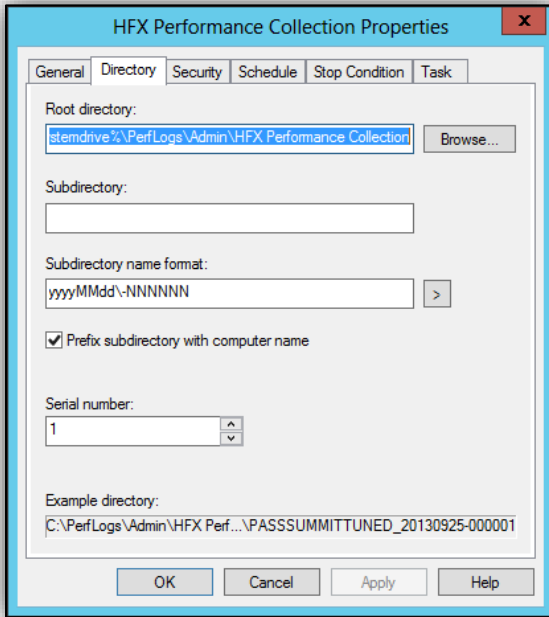 HFX Performance Collection Properties
x
General Directory Security Schedule Stop Condition Task
Root directory:
stemdrive%\PerfLogs\Admin\HFX Performance Collection
Browse...
Subdirectory:
Subdirectory name format:
yyyyMMdd\-NNNNNN
>
Prefix subdirectory with computer name
Serial number:
1
Example directory:
C:\PerfLogs\Admin\HFX Perf...\PASSSUMMITTUNED_20130925-000001
OK Cancel Apply Help